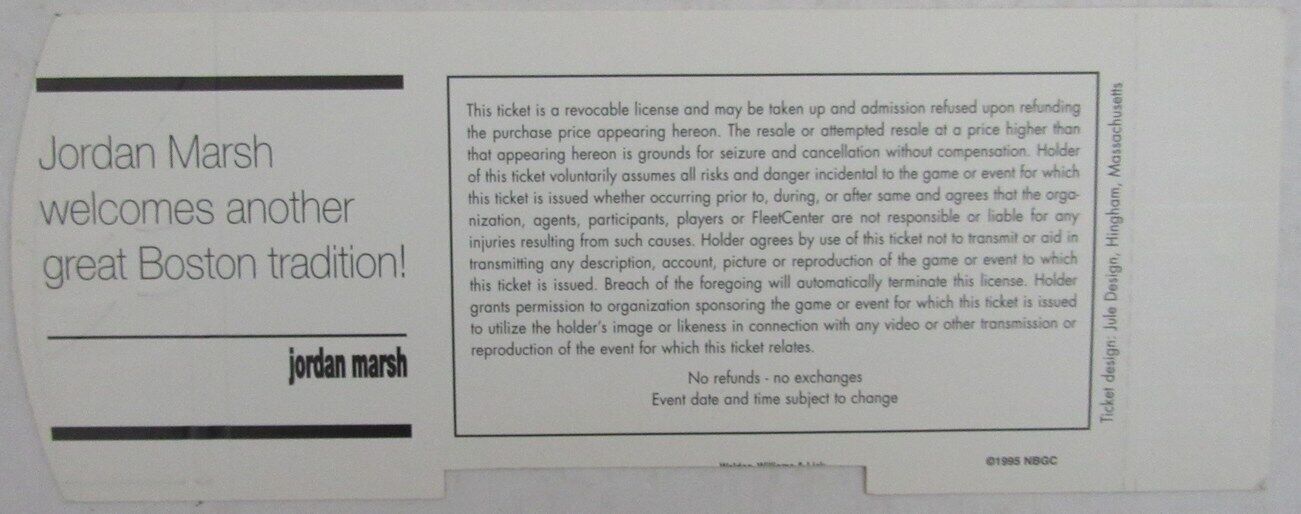 Jordan Marsh
welcomes another
great Boston tradition!
jordan marsh
This ticket is a revocable license and may be taken up and admission refused upon refunding
the purchase price appearing hereon. The resale or attempted resale at a price higher than
that appearing hereon is grounds for seizure and cancellation without compensation. Holder
of this ticket voluntarily assumes all risks and danger incidental to the game or event for which
this ticket is issued whether occurring prior to, during, or after same and agrees that the orga-
nization, agents, participants, players or FleetCenter are not responsible or liable for any
injuries resulting from such causes. Holder agrees by use of this ticket not to transmit or aid in
transmitting any description, account, picture or reproduction of the game or event to which
this ticket is issued. Breach of the foregoing will automatically terminate this license. Holder
grants permission to organization sponsoring the game or event for which this ticket is issued
to utilize the holder's image or likeness in connection with any video or other transmission or
reproduction of the event for which this ticket relates.
No refunds - no exchanges
Event date and time subject to change
Ticket design: Jule Design, Hingham, Massachusetts
©1995 NBGC